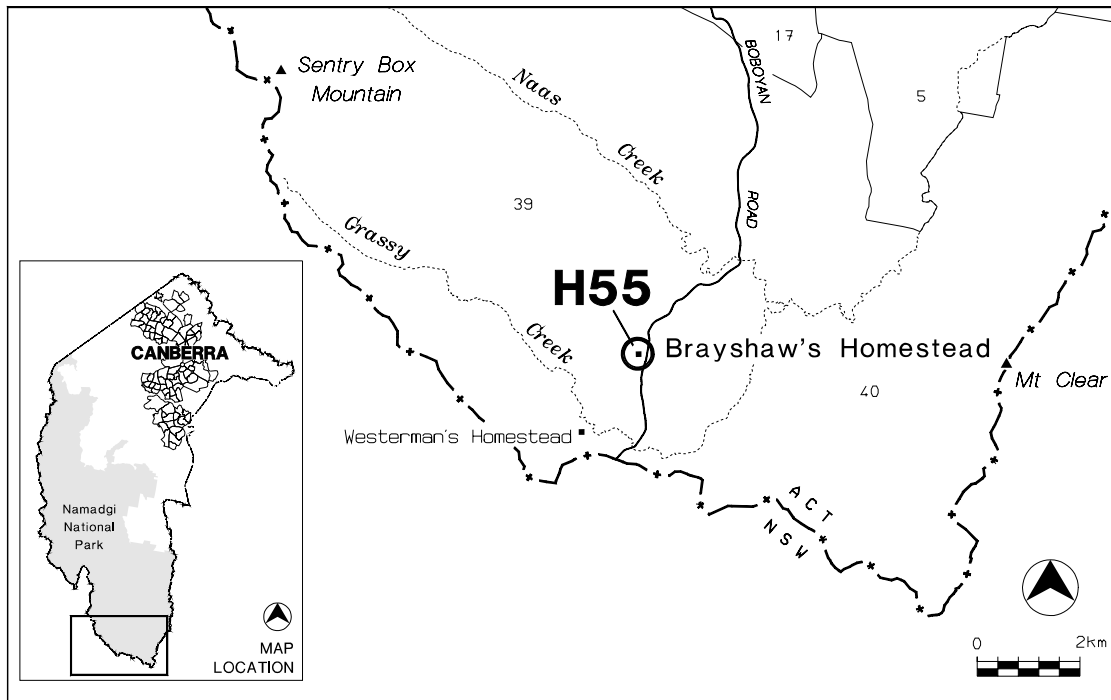 Sentry Box
Mountain
Naas
Creek
BOBOYAN
ROAD
17
5
39
Grassy
Creek
H55
Brayshaw's Homestead
Mt Clear
40
Westerman's Homestead
ACT
NSW
0 2km
CANBERRA
Namadgi
National
Park
MAP
LOCATION